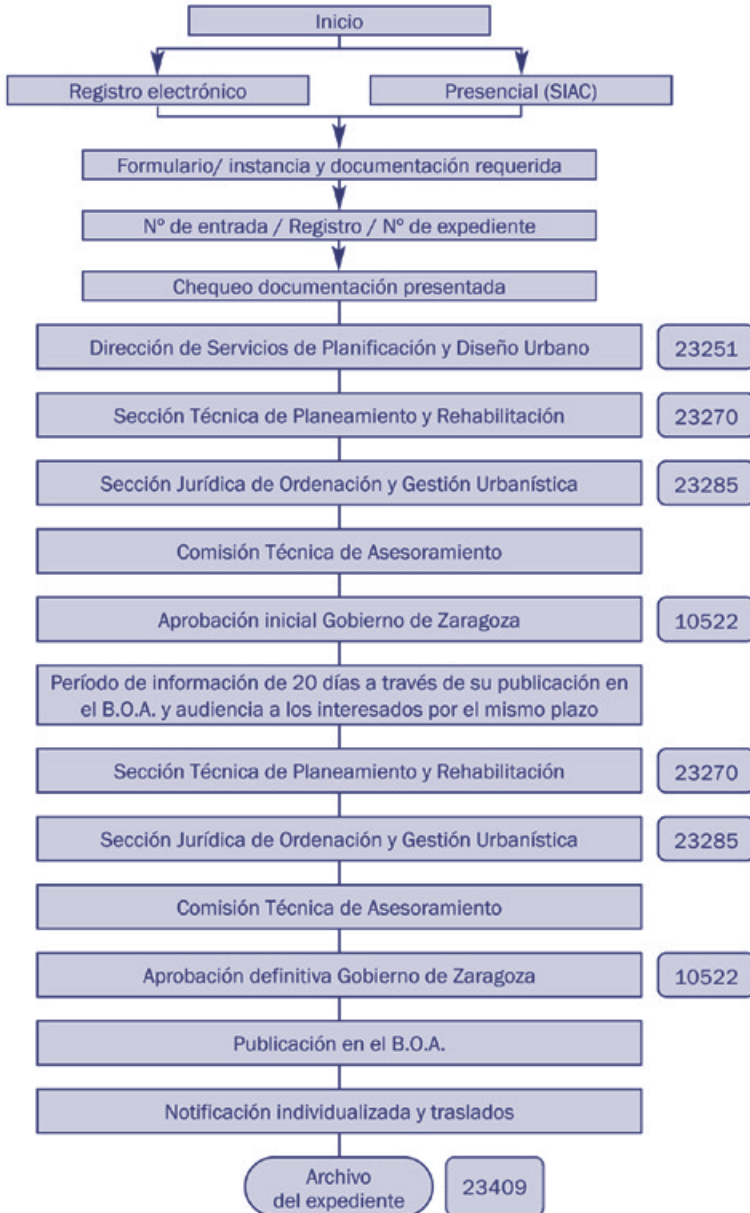 Inicio
Registro electrónico
Presencial (SIAC)
Formulario/ instancia y documentación requerida
Nº de entrada / Registro / Nº de expediente
Chequeo documentación presentada
Dirección de Servicios de Planificación y Diseño Urbano
23251
Sección Técnica de Planeamiento y Rehabilitación
23270
Sección Jurídica de Ordenación y Gestión Urbanística
23285
Comisión Técnica de Asesoramiento
Aprobación inicial Gobierno de Zaragoza
10522
Período de información de 20 días a través de su publicación en
el B.O.A. y audiencia a los interesados por el mismo plazo
Sección Técnica de Planeamiento y Rehabilitación
23270
Sección Jurídica de Ordenación y Gestión Urbanística
23285
Comisión Técnica de Asesoramiento
Aprobación definitiva Gobierno de Zaragoza
10522
Publicación en el B.O.A.
Notificación individualizada y traslados
Archivo
del expediente
23409